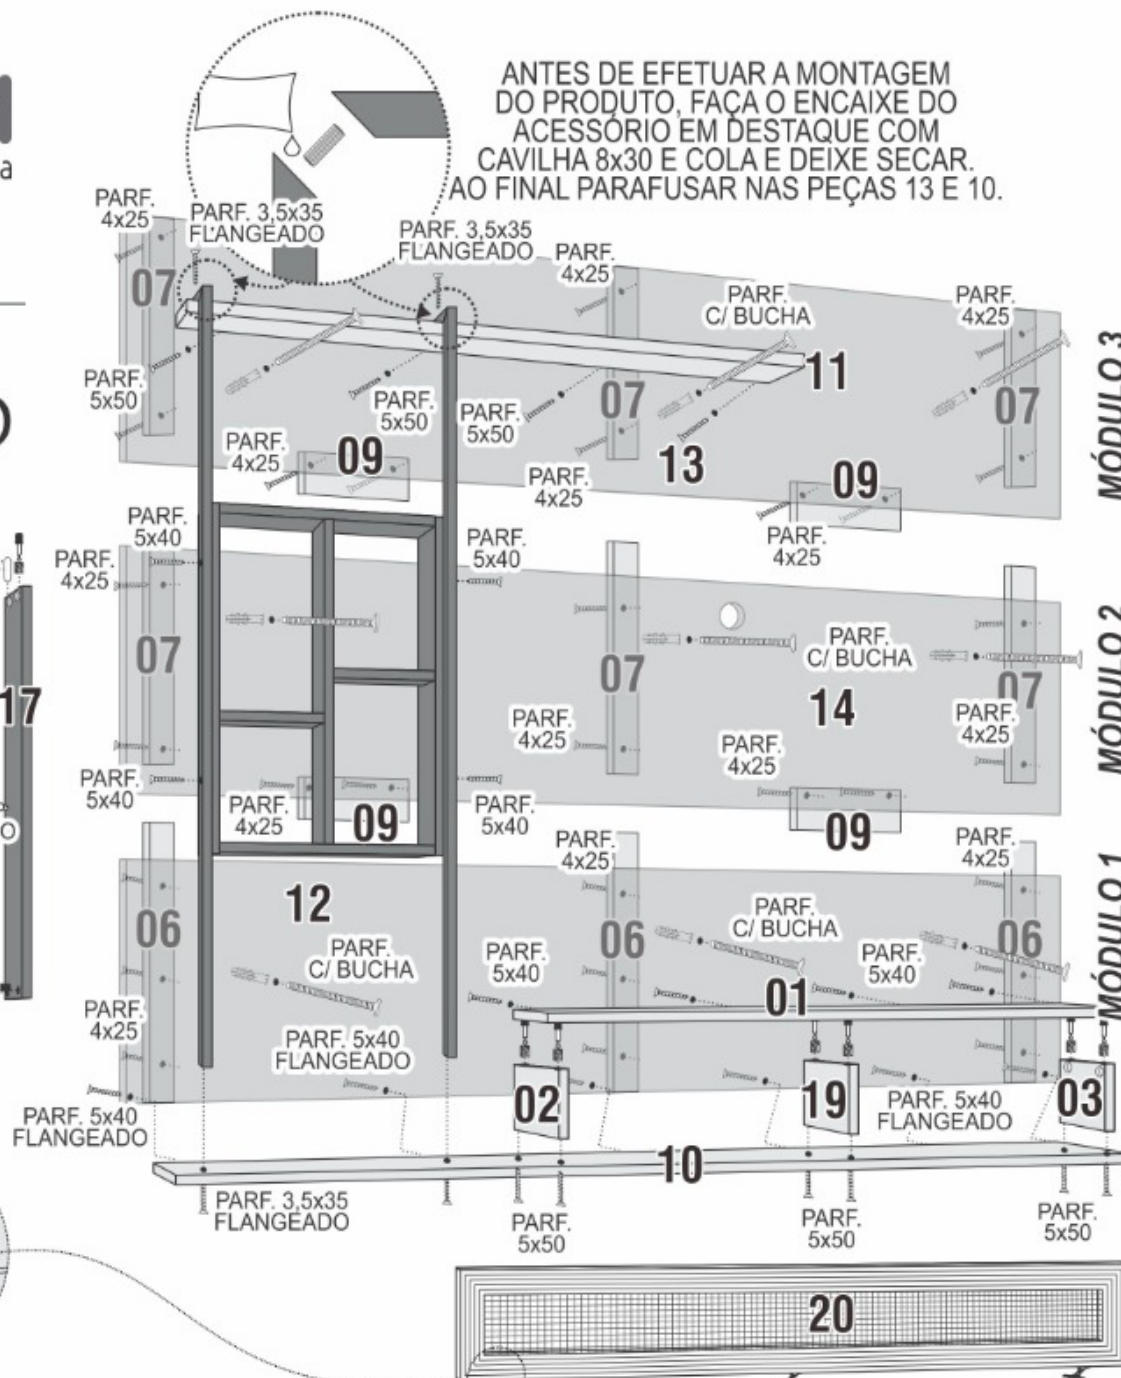 ANTES DE EFETUAR A MONTAGEM
DO PRODUTO, FAÇA O ENCAIXE DO
ACESSÓRIO EM DESTAQUE COM
CAVILHA 8x30 E COLA E DEIXE SECAR.
AO FINAL PARAFUSAR NAS PEÇAS 13 E 10.
a
PARF.
4x25
PARF. 3,5x35
FLANGEADO
PARF. 3,5x35
FLANGEADO
PARF.
4x25
PARF.
C/ BUCHA
PARF.
4x25
07
11
07
07
PARF.
5x50
PARF.
5x50
PARF.
5x50
PARF.
4x25
09
13
09
PARF.
4x25
PARF.
4x25
MÓDULO 3
PARF.
5x40
PARF.
4x25
PARF.
5x40
07
07
PARF.
C/ BUCHA
07
14
17
PARF.
4x25
PARF.
4x25
PARF.
4x25
MÓDULO 2
PARF.
5x40
PARF.
4x25
09
PARF.
5x40
09
O
PARF.
4x25
PARF.
4x25
12
06
06
06
PARF.
C/ BUCHA
PARF.
C/ BUCHA
PARF.
5x40
PARF.
5x40
01
MÓDULO 1
PARF.
4x25
PARF. 5x40
FLANGEADO
02
19
03
PARF. 5x40
FLANGEADO
PARF. 5x40
FLANGEADO
10
PARF. 3,5x35
FLANGEADO
PARF.
5x50
PARF.
5x50
PARF.
5x50
20